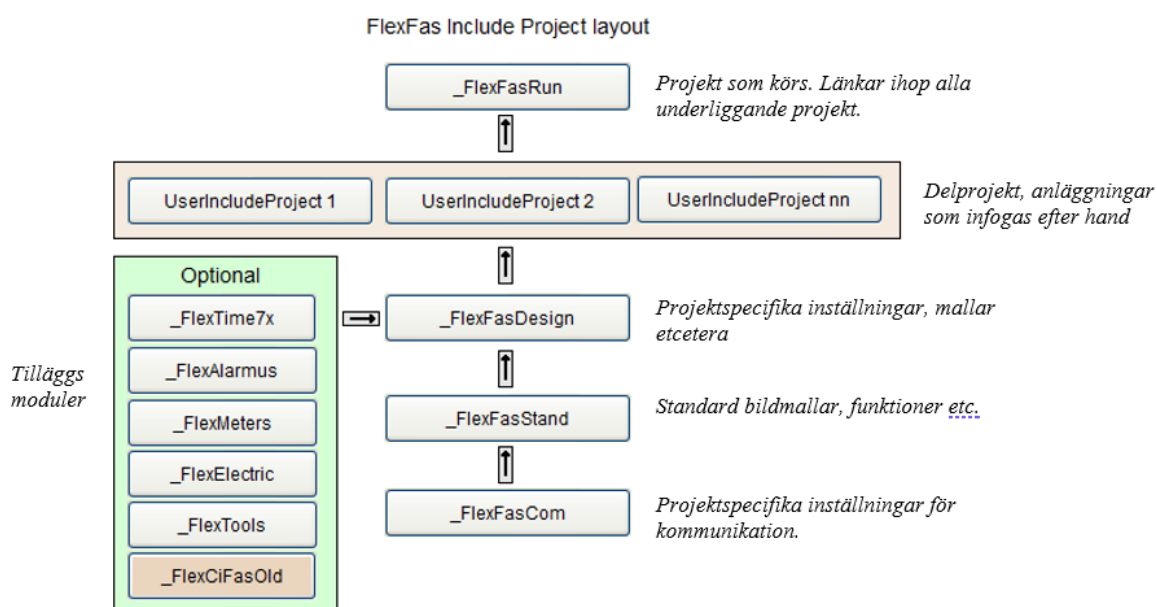 FlexFas Include Project layout
_FlexFasRun
Projekt som körs. Länkar ihop alla
underliggande projekt.
UserIncludeProject 1
UserIncludeProject 2
UserIncludeProject nn
Delprojekt, anläggningar
som infogas efter hand
Optional
_FlexTime7x
_FlexAlarmus
_FlexMeters
_FlexElectric
_FlexTools
_FlexCiFasOld
Tilläggs
moduler
_FlexFasDesign
Projektspecifika inställningar, mallar
etcetera
_FlexFasStand
Standard bildmallar, funktioner etc.
_FlexFasCom
Projektspecifika inställningar för
kommunikation.